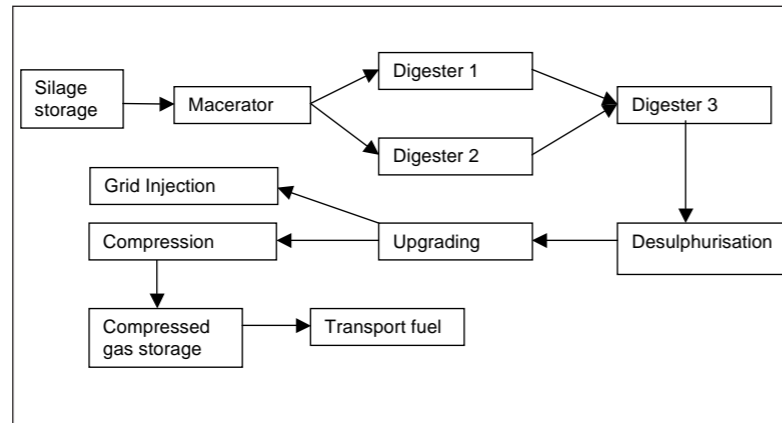 Silage
storage
Macerator
Digester 1
Digester 2
Digester 3
Grid Injection
Compression
Upgrading
Desulphurisation
Compressed
gas storage
Transport fuel